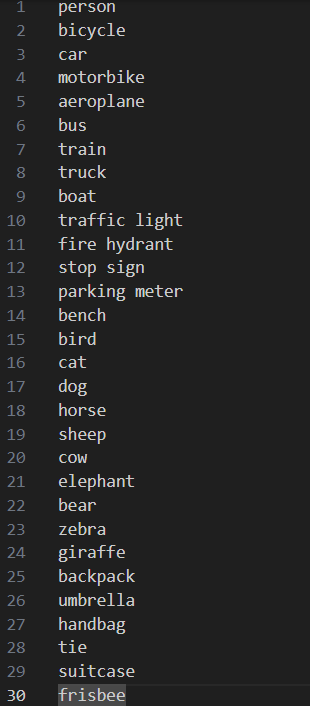 1 person
2 bicycle
3 car
4 motorbike
5 aeroplane
6 bus
7 train
8 truck
9 boat
10 traffic light
11 fire hydrant
12 stop sign
13 parking meter
14 bench
15 bird
16 cat
17 dog
18 horse
19 sheep
20 cow
21 elephant
22 bear
23 zebra
24 giraffe
25 backpack
26 umbrella
27 handbag
28 tie
29 suitcase
30 frisbee